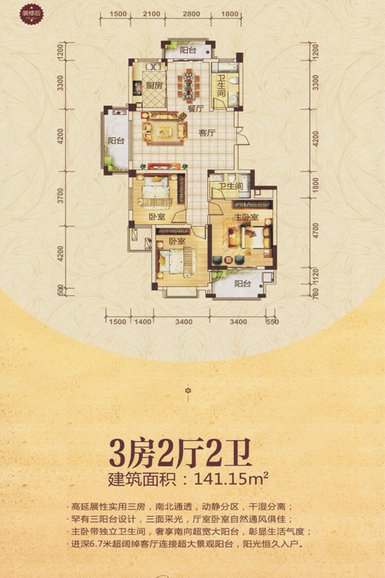 装修后
1500 2100 2800 1800
阳台
1200
1200
厨房
卫生间
3300
3300
餐厅
阳台
客厅
4200
4200
卫生间
1800
卧室
主卧室
3700
4700
卧室
4200
阳台
1120
600
780
1500 1400 3400 3400 550
3房2厅2卫
建筑面积：141.15m²
· 高延展性实用三房，南北通透，动静分区，干湿分离；
· 罕有三阳台设计，三面采光，厅室卧室自然通风俱佳；
· 主卧带独立卫生间，奢享南向超宽大阳台，彰显生活气度；
· 进深6.7米超阔绰客厅连接超大景观阳台，阳光恒久入户。